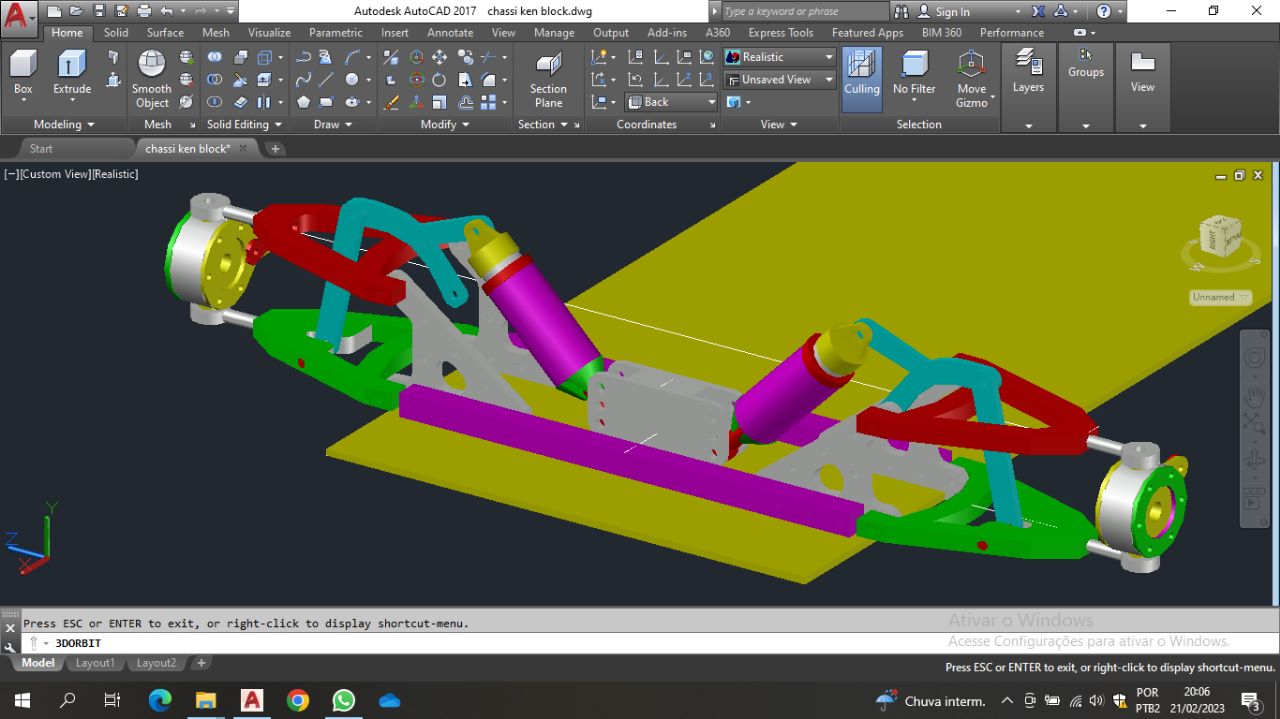 Autodesk AutoCAD 2017 chassi ken block.dwg
Type a keyword or phrase
Sign In
Home Solid Surface Mesh Visualize Parametric Insert Annotate View Manage Output Add-ins A360 Express Tools Featured Apps BIM 360 Performance
Box Extrude Smooth Object
Section Plane
Realistic
Unsaved View
Back
Culling No Filter Move Gizmo Layers Groups View
Modeling Mesh Solid Editing Draw Modify Section Coordinates View Selection
Start chassi ken block*
[−][Custom View][Realistic]
RIGHT
W S
Unnamed
Y
Z
X
Press ESC or ENTER to exit, or right-click to display shortcut-menu.
3DORBIT
Ativar o Windows
Acesse Configurações para ativar o Windows.
Model Layout1 Layout2
Press ESC or ENTER to exit, or right-click to display shortcut-menu.
Chuva interm.
POR
PTB2
20:06
21/02/2023
3